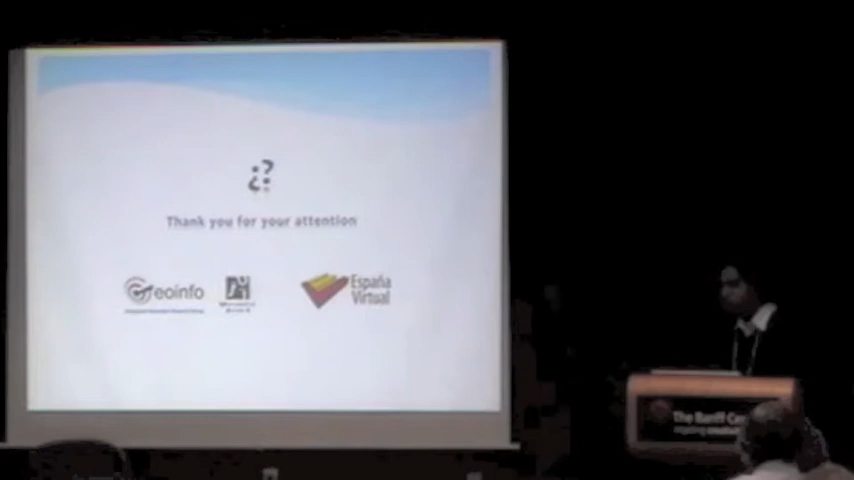 ¿?
Thank you for your attention
Geoinfo
España
Virtual
The Banff Ce